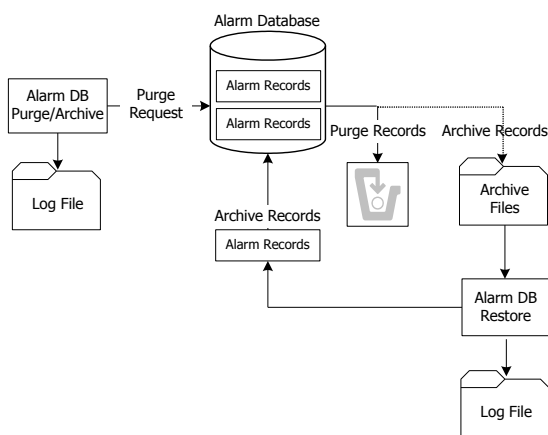 Alarm Database
Alarm Records
Alarm Records
Alarm DB
Purge/Archive
Purge
Request
Log File
Purge Records
Archive Records
Archive
Files
Archive Records
Alarm Records
Alarm DB
Restore
Log File